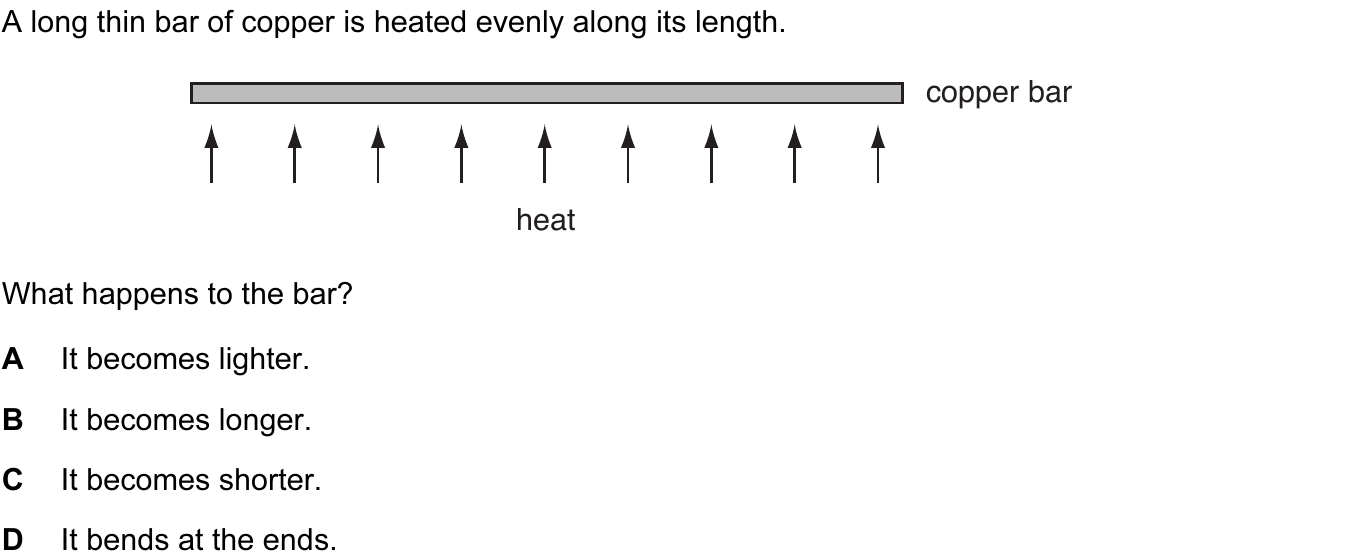 A long thin bar of copper is heated evenly along its length.
copper bar
heat
What happens to the bar?
A It becomes lighter.
B It becomes longer.
C It becomes shorter.
D It bends at the ends.